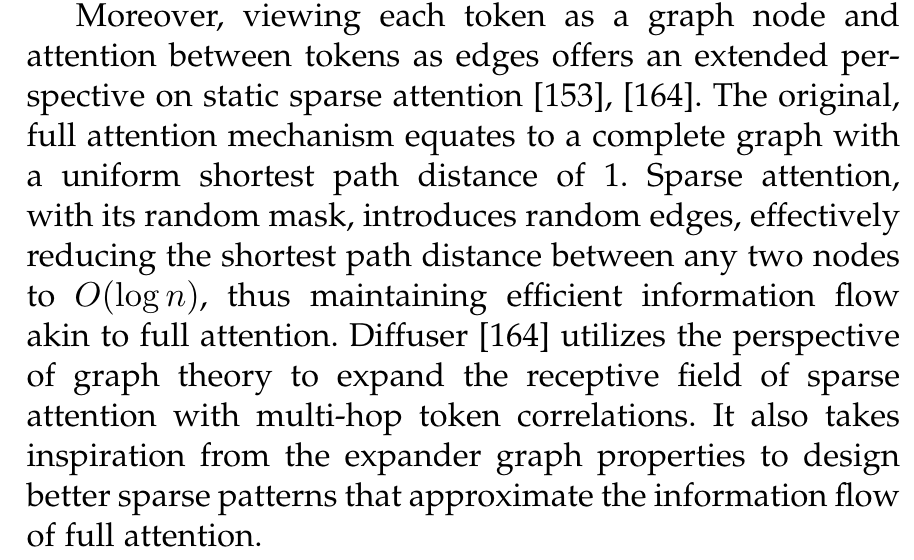 Moreover, viewing each token as a graph node and
attention between tokens as edges offers an extended per-
spective on static sparse attention [153], [164]. The original,
full attention mechanism equates to a complete graph with
a uniform shortest path distance of 1. Sparse attention,
with its random mask, introduces random edges, effectively
reducing the shortest path distance between any two nodes
to O(log n), thus maintaining efficient information flow
akin to full attention. Diffuser [164] utilizes the perspective
of graph theory to expand the receptive field of sparse
attention with multi-hop token correlations. It also takes
inspiration from the expander graph properties to design
better sparse patterns that approximate the information flow
of full attention.